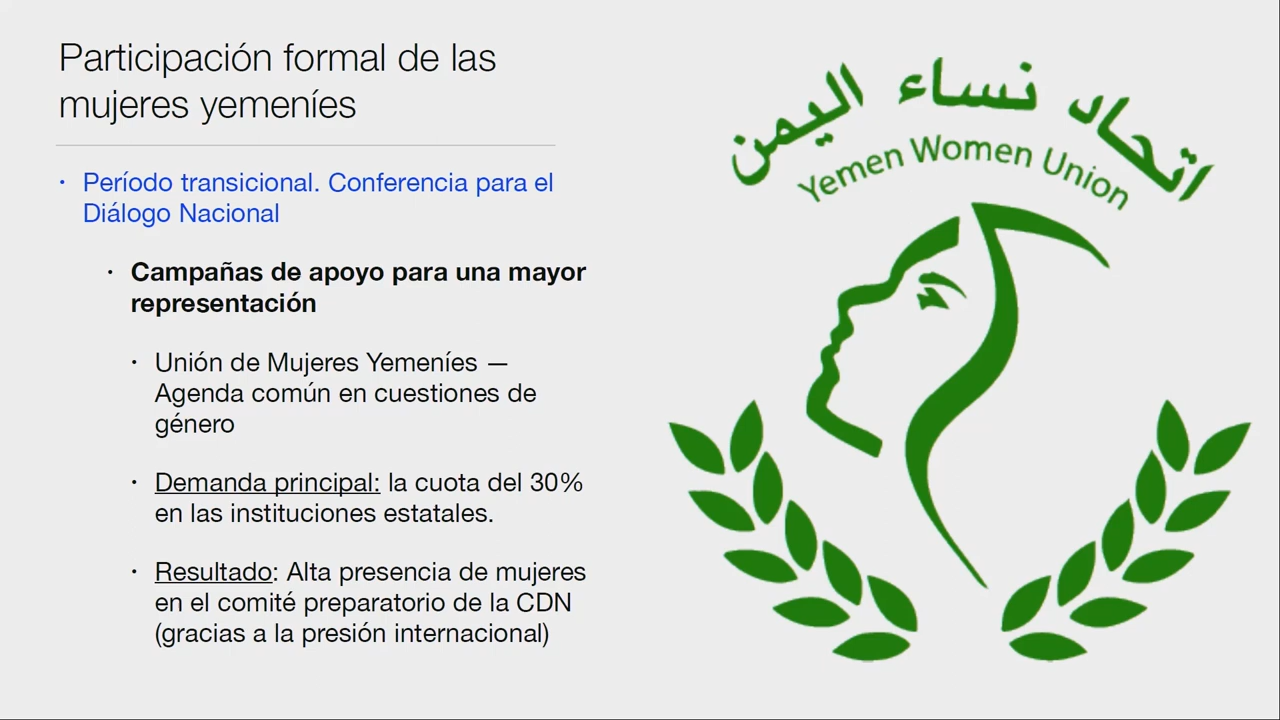 Participación formal de las
mujeres yemeníes
· Período transicional. Conferencia para el
Diálogo Nacional
· Campañas de apoyo para una mayor
representación
· Unión de Mujeres Yemeníes —
Agenda común en cuestiones de
género
· Demanda principal: la cuota del 30%
en las instituciones estatales.
· Resultado: Alta presencia de mujeres
en el comité preparatorio de la CDN
(gracias a la presión internacional)
اتحاد نساء اليمن
Yemen Women Union